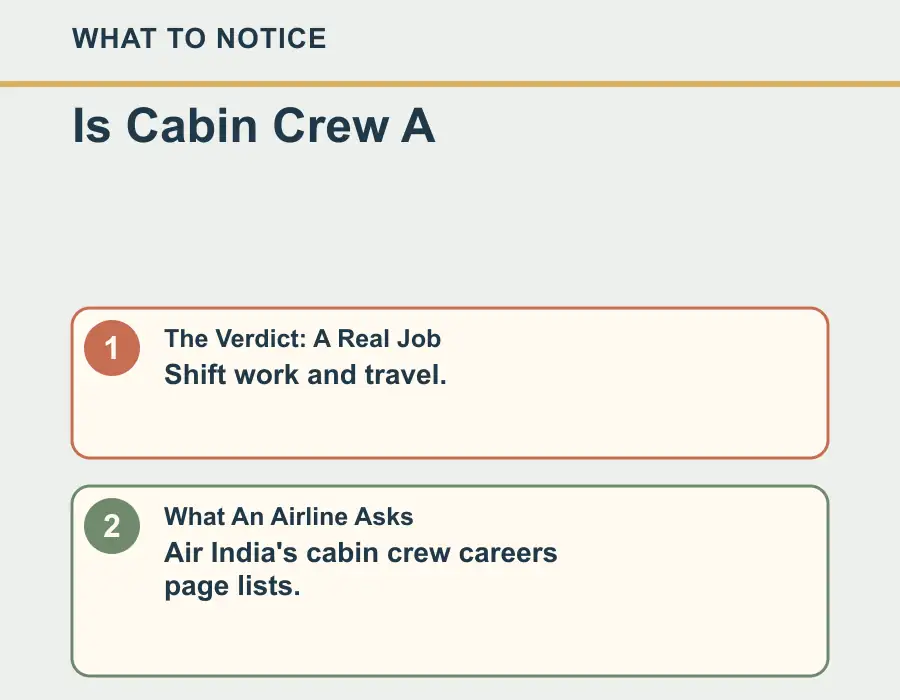 WHAT TO NOTICE
Is Cabin Crew A
1
The Verdict: A Real Job
Shift work and travel.
2
What An Airline Asks
Air India's cabin crew careers
page lists.